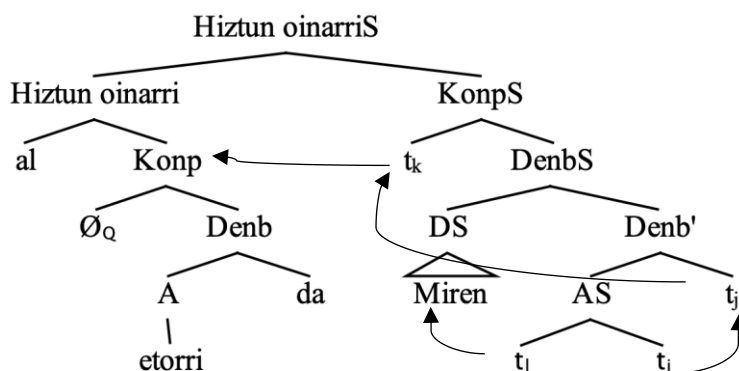 Hiztun oinarriS
Hiztun oinarri KonpS
al Konp tₖ DenbS
ØQ Denb DS Denb'
A da Miren AS tⱼ
etorri tₗ tᵢ